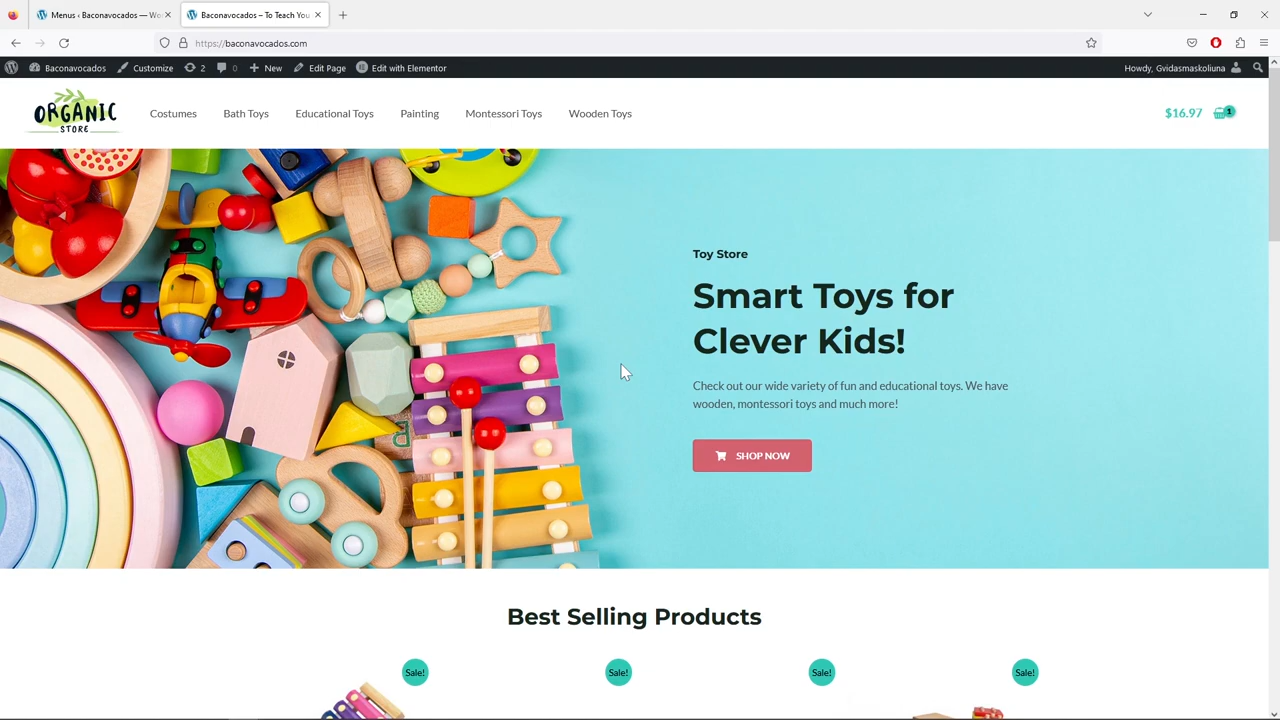 Menus ‹ Baconavocados — Wo
Baconavocados – To Teach You
https://baconavocados.com
Baconavocados
Customize
2
0
New
Edit Page
Edit with Elementor
Howdy, Gvidasmaskoliuna
ORGANIC
STORE
Costumes
Bath Toys
Educational Toys
Painting
Montessori Toys
Wooden Toys
$16.97
1
Toy Store
Smart Toys for
Clever Kids!
Check out our wide variety of fun and educational toys. We have
wooden, montessori toys and much more!
SHOP NOW
Best Selling Products
Sale!
Sale!
Sale!
Sale!